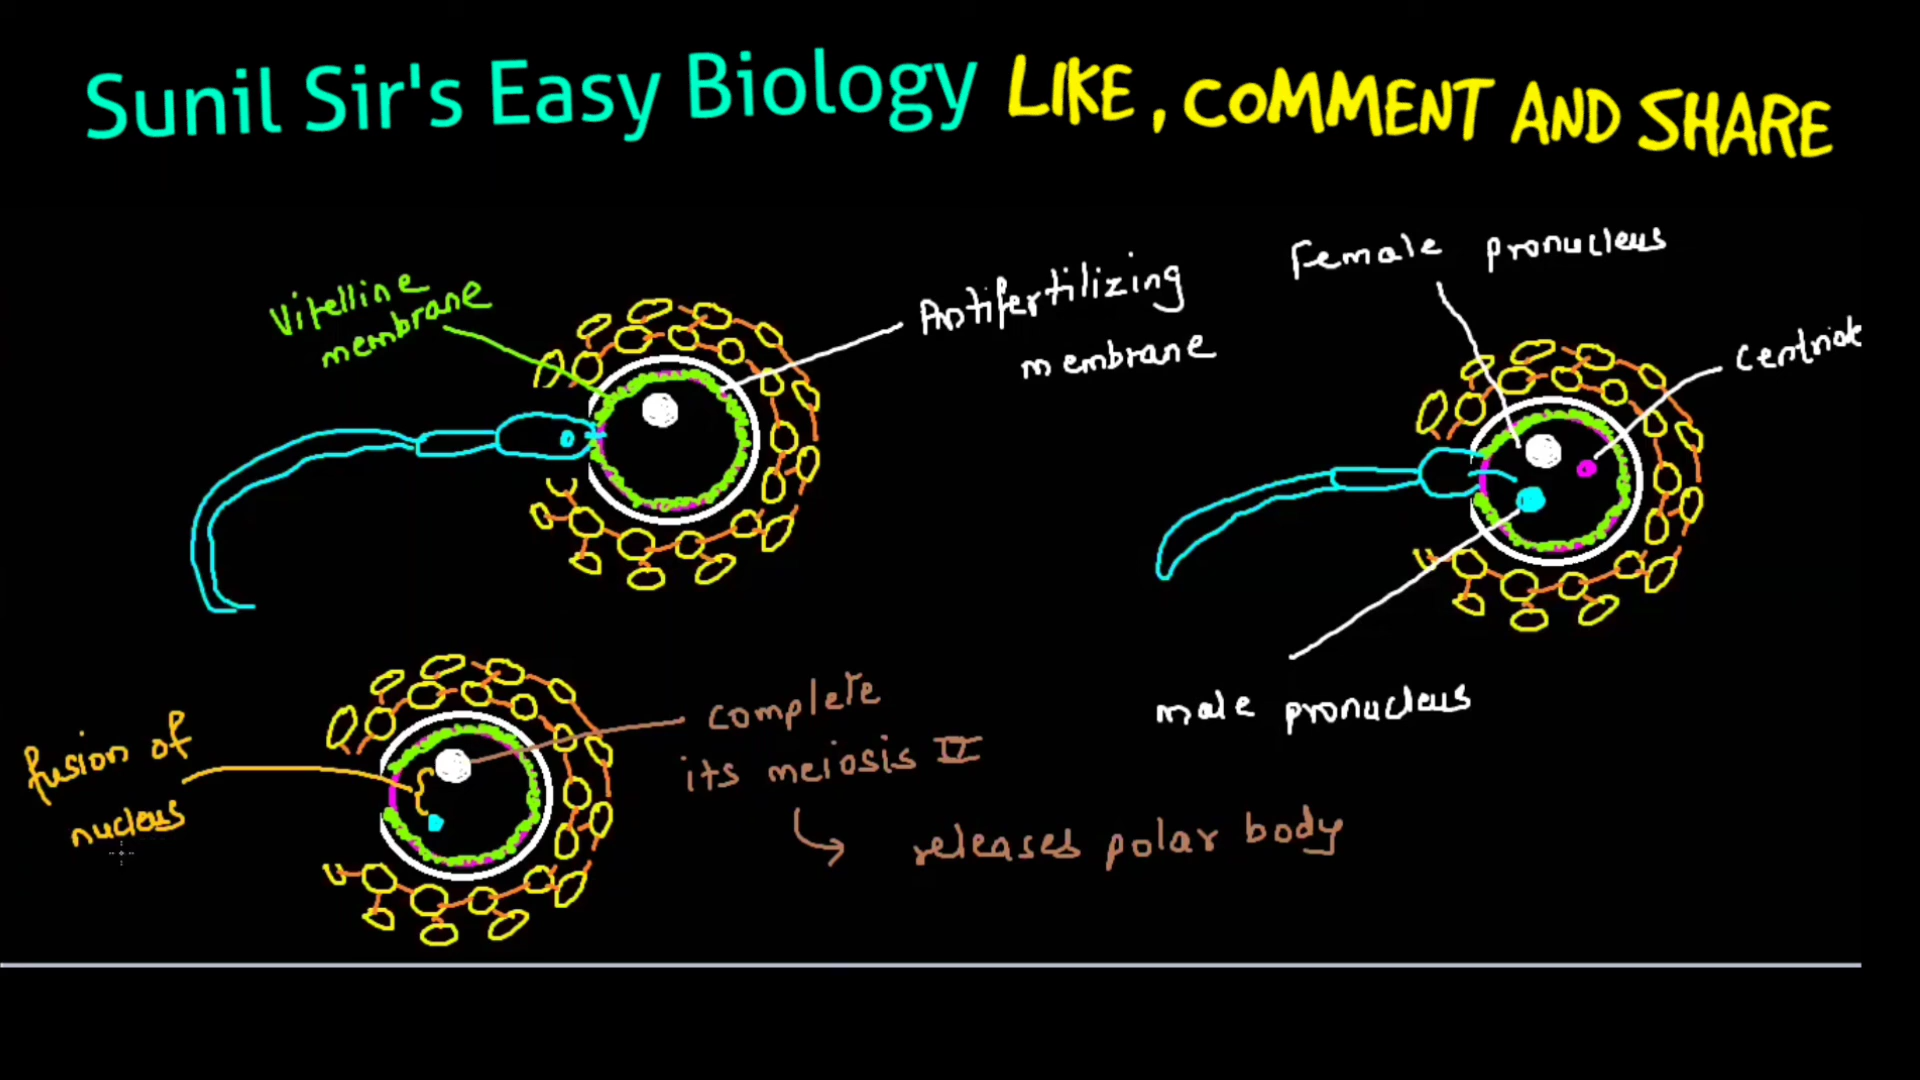 Sunil Sir's Easy Biology LIKE, COMMENT AND SHARE
Vitelline
membrane
Antifertilizing
membrane
Female pronucleus
Centriole
male pronucleus
fusion of
nucleus
complete
its meiosis II
releases polar body